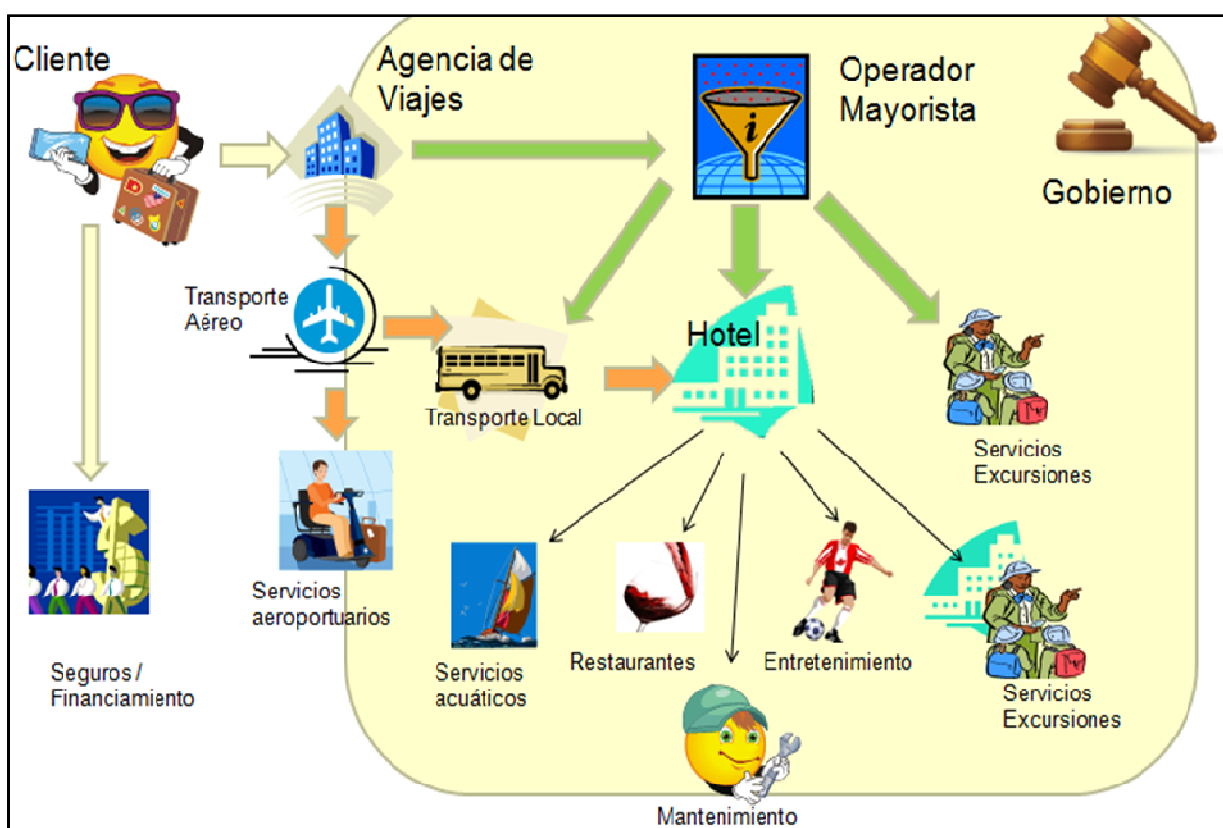 Cliente
Agencia de
Viajes
Operador
Mayorista
Gobierno
Transporte
Aéreo
Hotel
Transporte Local
Servicios
Excursiones
Servicios
aeroportuarios
Seguros /
Financiamiento
Servicios
acuáticos
Restaurantes
Entretenimiento
Servicios
Excursiones
Mantenimiento
i